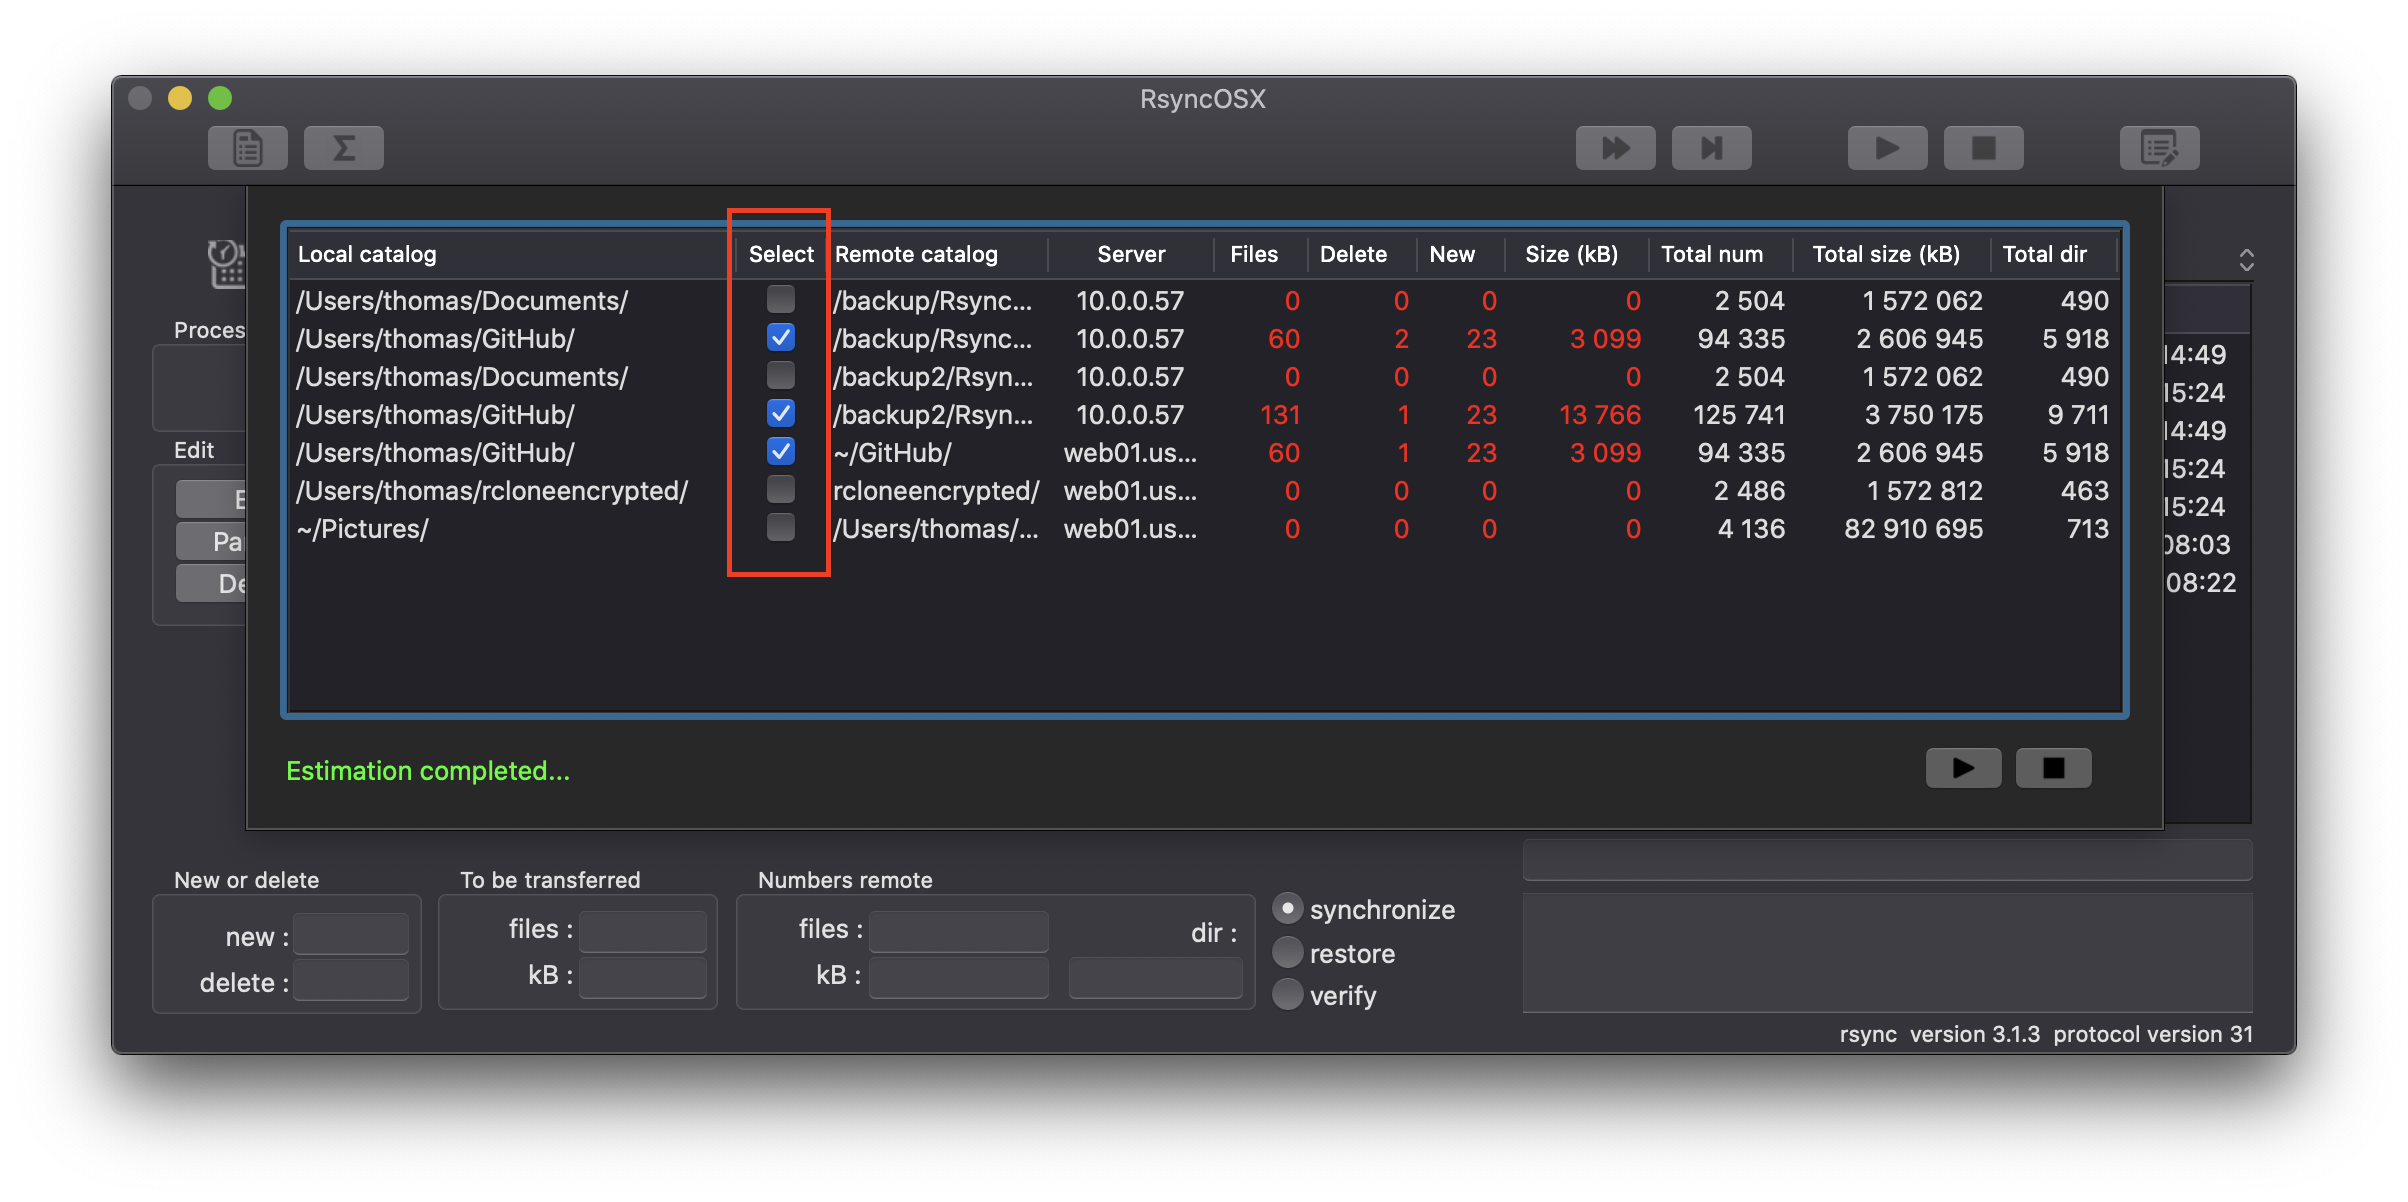 RsyncOSX
Local catalog Select Remote catalog Server Files Delete New Size (kB) Total num Total size (kB) Total dir
/Users/thomas/Documents/ /backup/Rsync... 10.0.0.57 0 0 0 0 2 504 1 572 062 490
/Users/thomas/GitHub/ /backup/Rsync... 10.0.0.57 60 2 23 3 099 94 335 2 606 945 5 918
/Users/thomas/Documents/ /backup2/Rsyn... 10.0.0.57 0 0 0 0 2 504 1 572 062 490
/Users/thomas/GitHub/ /backup2/Rsyn... 10.0.0.57 131 1 23 13 766 125 741 3 750 175 9 711
/Users/thomas/GitHub/ ~/GitHub/ web01.us... 60 1 23 3 099 94 335 2 606 945 5 918
/Users/thomas/rcloneencrypted/ rcloneencrypted/ web01.us... 0 0 0 0 2 486 1 572 812 463
~/Pictures/ /Users/thomas/... web01.us... 0 0 0 0 4 136 82 910 695 713
Estimation completed...
Proces
Edit
E
Pa
De
14:49
15:24
14:49
15:24
15:24
08:03
08:22
New or delete
new :
delete :
To be transferred
files :
kB :
Numbers remote
files :
kB :
dir :
synchronize
restore
verify
rsync version 3.1.3 protocol version 31